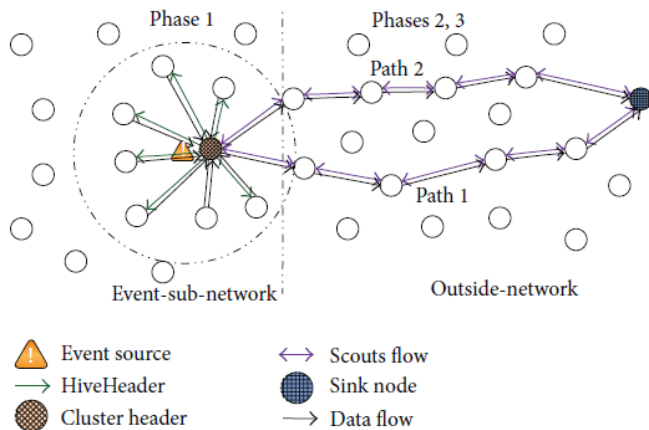 Phase 1
Phases 2, 3
Path 2
Path 1
Event-sub-network
Outside-network
Event source
Scouts flow
HiveHeader
Sink node
Cluster header
Data flow